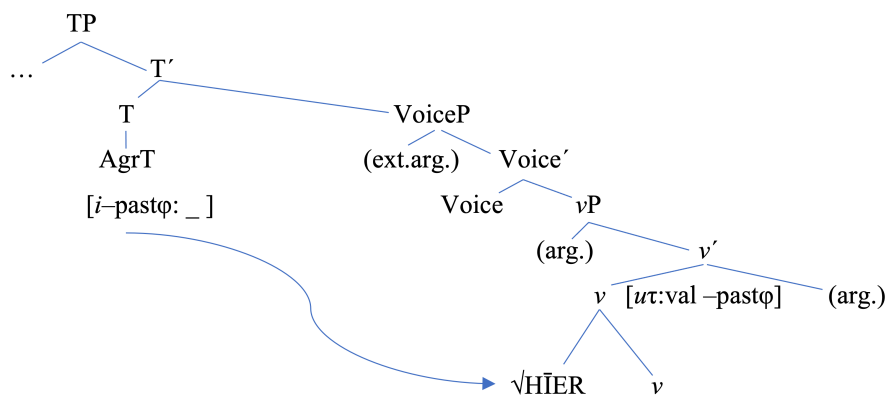 TP
… T´
T VoiceP
AgrT (ext.arg.) Voice´
[i–pastφ: _ ] Voice vP
(arg.) v´
v [uτ:val –pastφ] (arg.)
√HĪER v